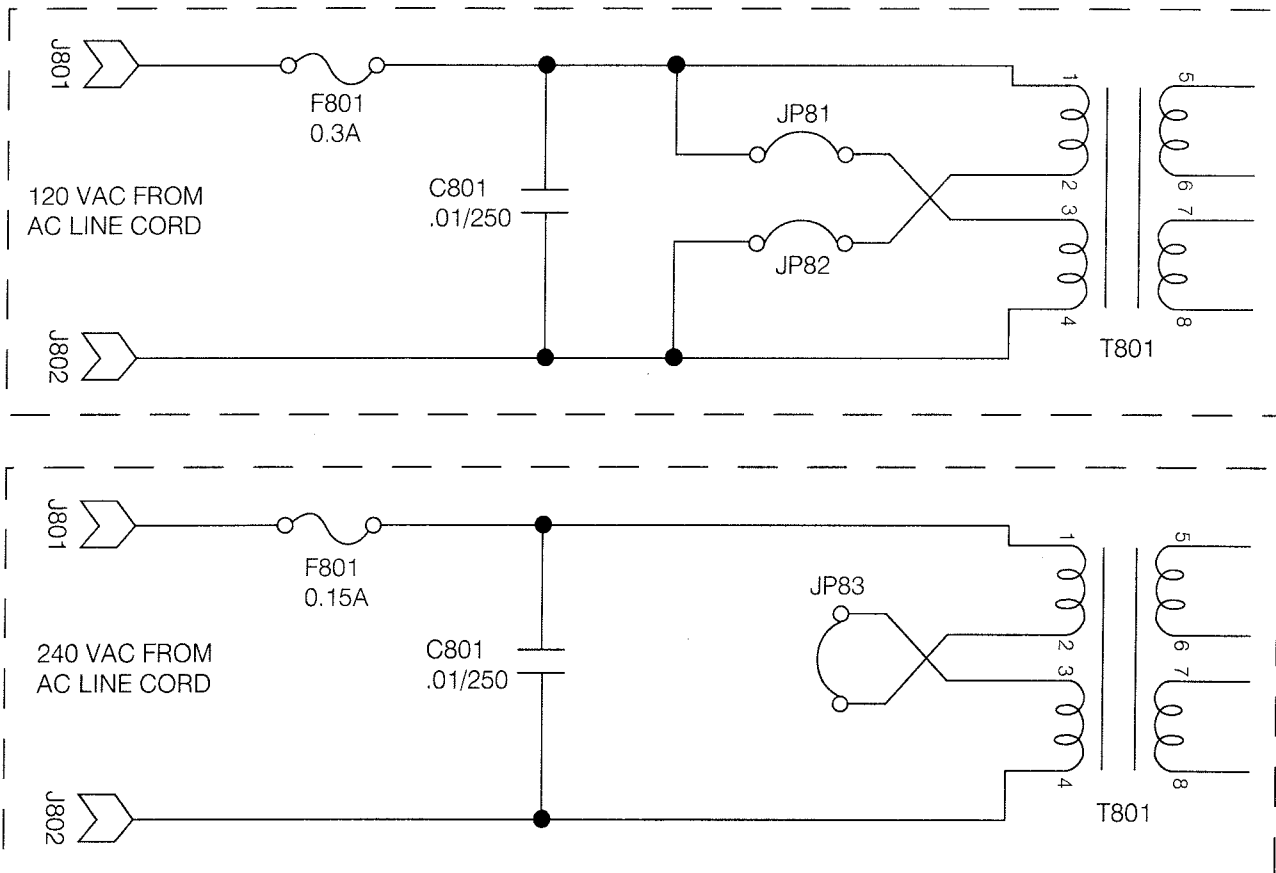 J801
F801
0.3A
120 VAC FROM
AC LINE CORD
C801
.01/250
JP81
JP82
1
2
3
4
5
6
7
8
T801
J802
J801
F801
0.15A
240 VAC FROM
AC LINE CORD
C801
.01/250
JP83
1
2
3
4
5
6
7
8
T801
J802